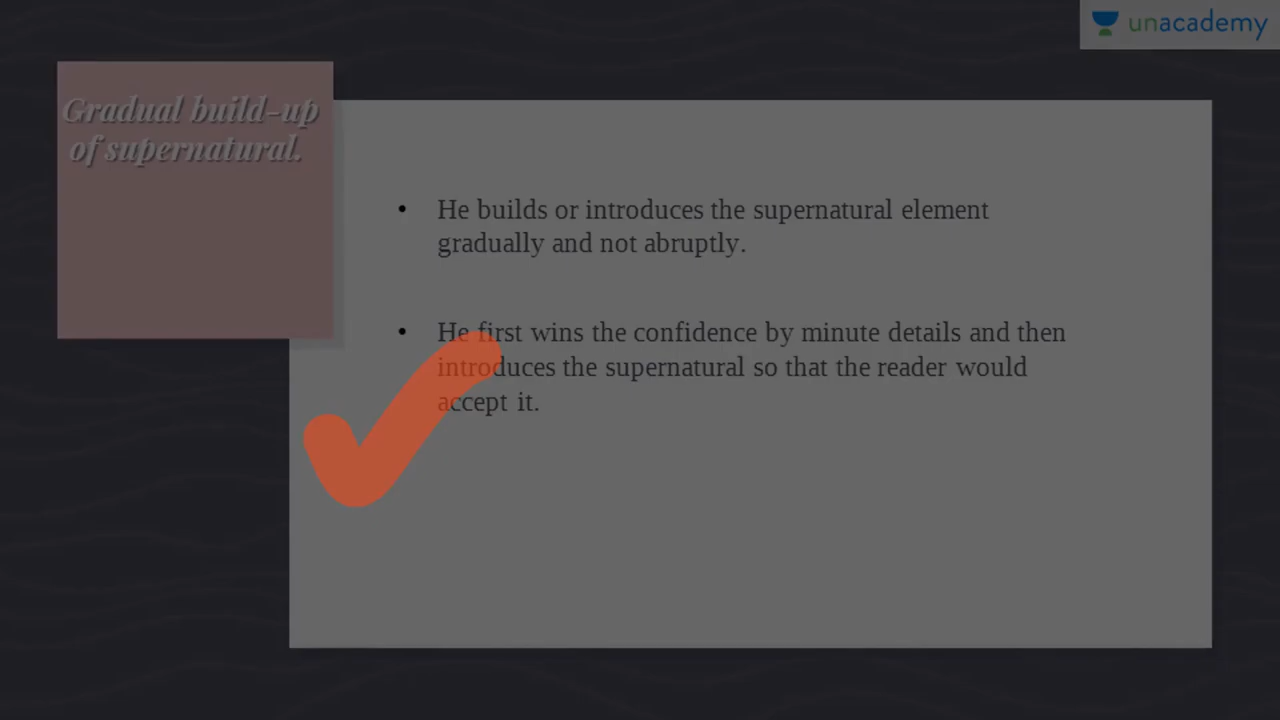 unacademy
Gradual build-up
of supernatural.
• He builds or introduces the supernatural element
gradually and not abruptly.
• He first wins the confidence by minute details and then
introduces the supernatural so that the reader would
accept it.